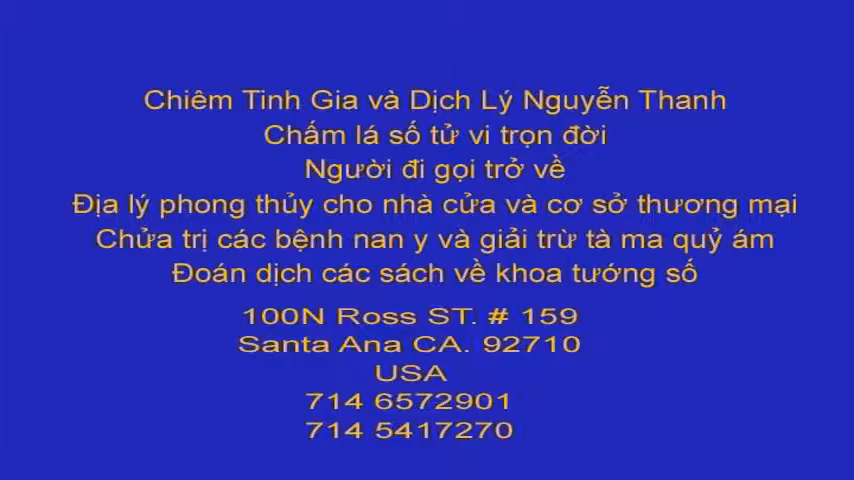 Chiêm Tinh Gia và Dịch Lý Nguyễn Thanh
Chấm lá số tử vi trọn đời
Người đi gọi trở về
Địa lý phong thủy cho nhà cửa và cơ sở thương mại
Chửa trị các bệnh nan y và giải trừ tà ma quỷ ám
Đoán dịch các sách về khoa tướng số
100N Ross ST. # 159
Santa Ana CA. 92710
USA
714 6572901
714 5417270